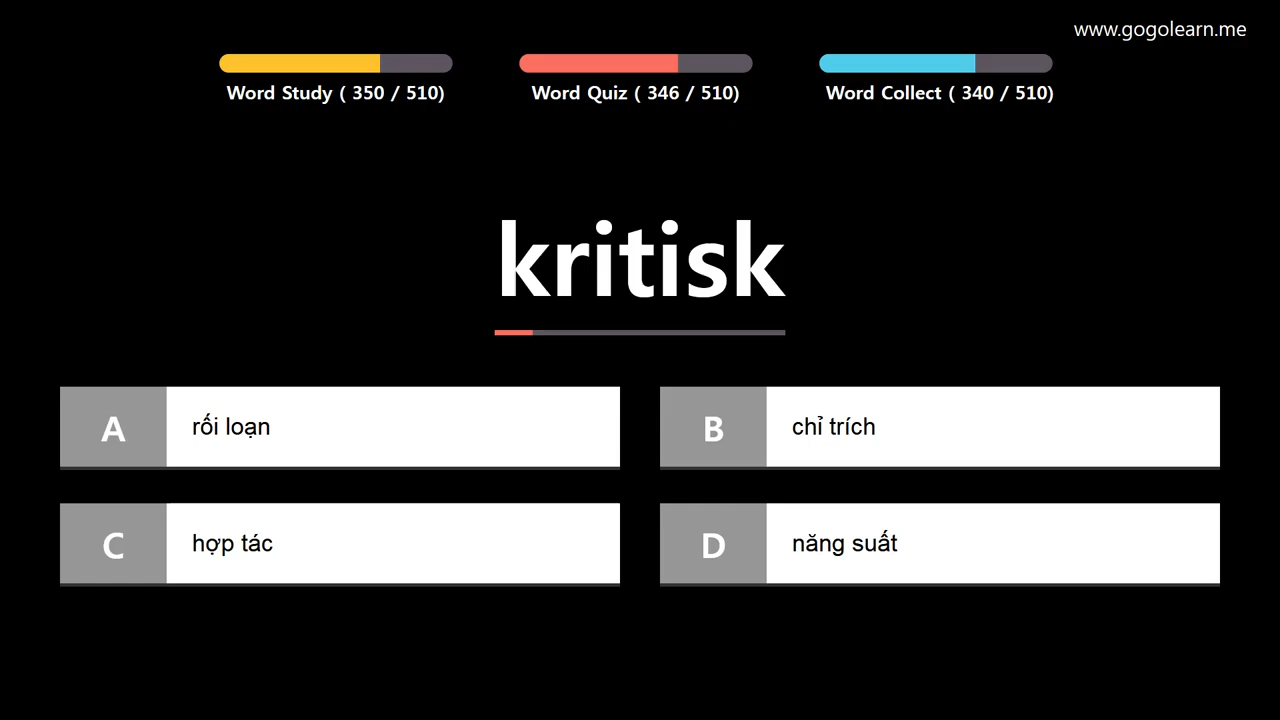 www.gogolearn.me
Word Study ( 350 / 510)
Word Quiz ( 346 / 510)
Word Collect ( 340 / 510)
kritisk
A
rối loạn
B
chỉ trích
C
hợp tác
D
năng suất